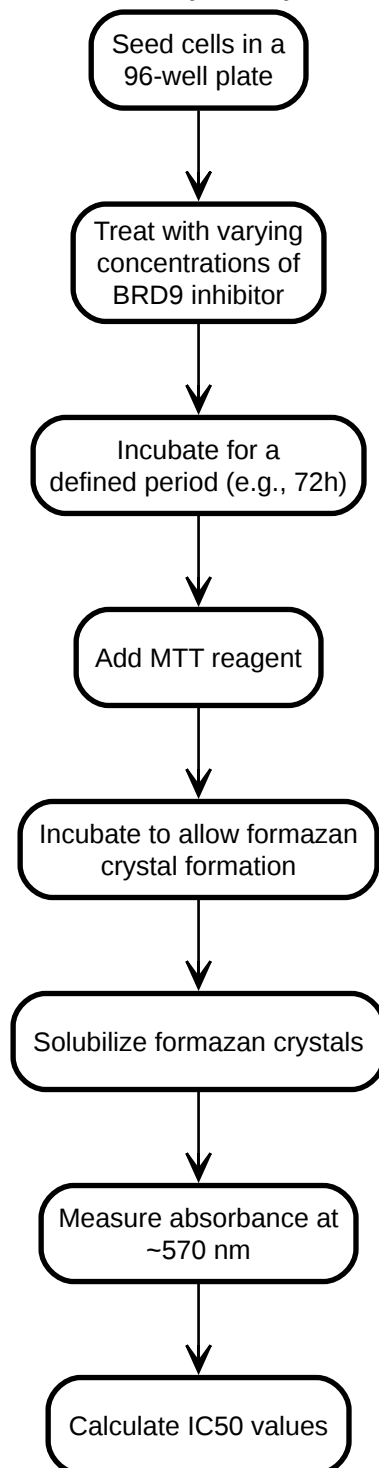 Seed cells in a
96-well plate
Treat with varying
concentrations of
BRD9 inhibitor
Incubate for a
defined period (e.g., 72h)
Add MTT reagent
Incubate to allow formazan
crystal formation
Solubilize formazan crystals
Measure absorbance at
~570 nm
Calculate IC50 values